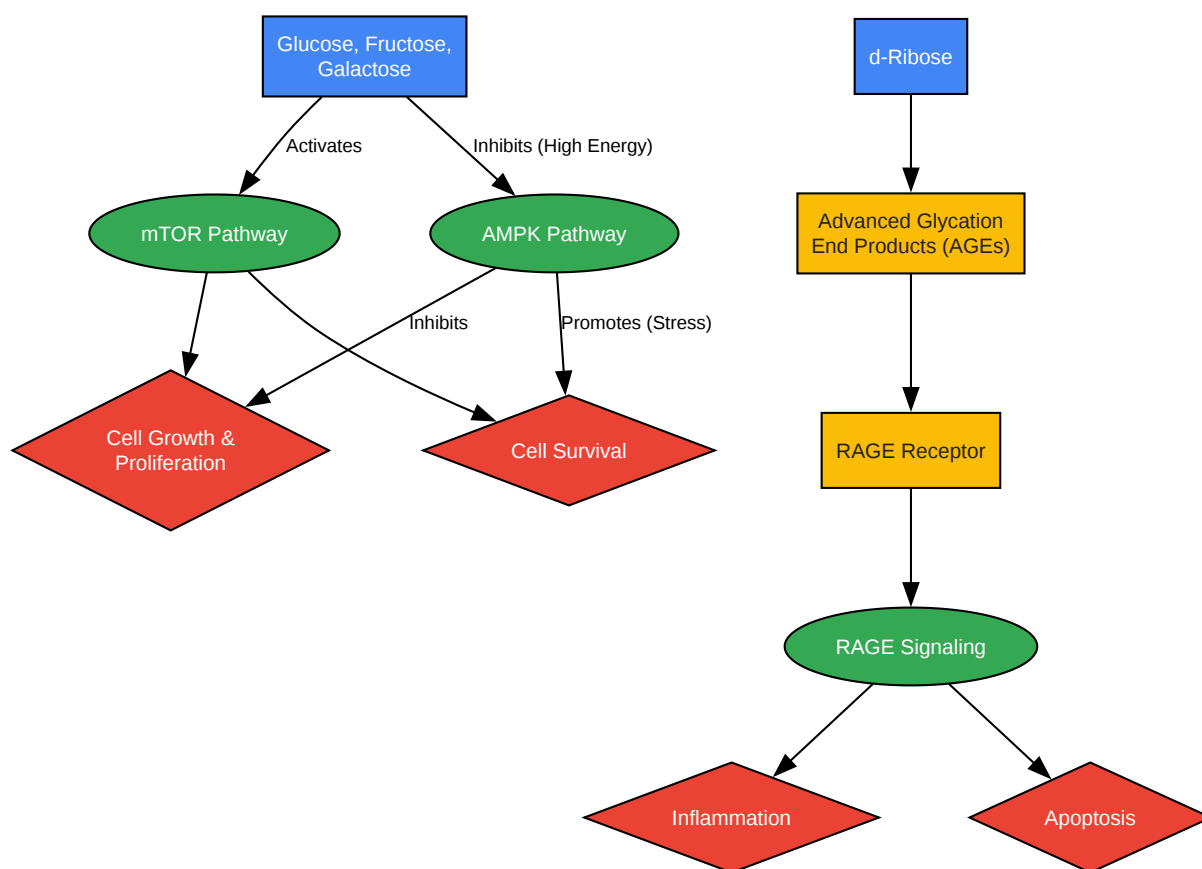 Glucose, Fructose,
Galactose
d-Ribose
Activates
Inhibits (High Energy)
mTOR Pathway
AMPK Pathway
Advanced Glycation
End Products (AGEs)
Inhibits
Promotes (Stress)
Cell Growth &
Proliferation
Cell Survival
RAGE Receptor
RAGE Signaling
Inflammation
Apoptosis